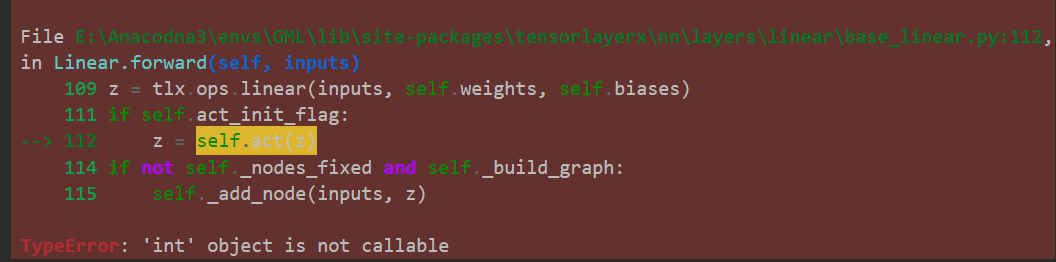 File E:\Anacodna3\envs\GML\lib\site-packages\tensorlayerx\nn\layers\linear\base_linear.py:112,
in Linear.forward(self, inputs)
109 z = tlx.ops.linear(inputs, self.weights, self.biases)
111 if self.act_init_flag:
--> 112 z = self.act(z)
114 if not self._nodes_fixed and self._build_graph:
115 self._add_node(inputs, z)
TypeError: 'int' object is not callable